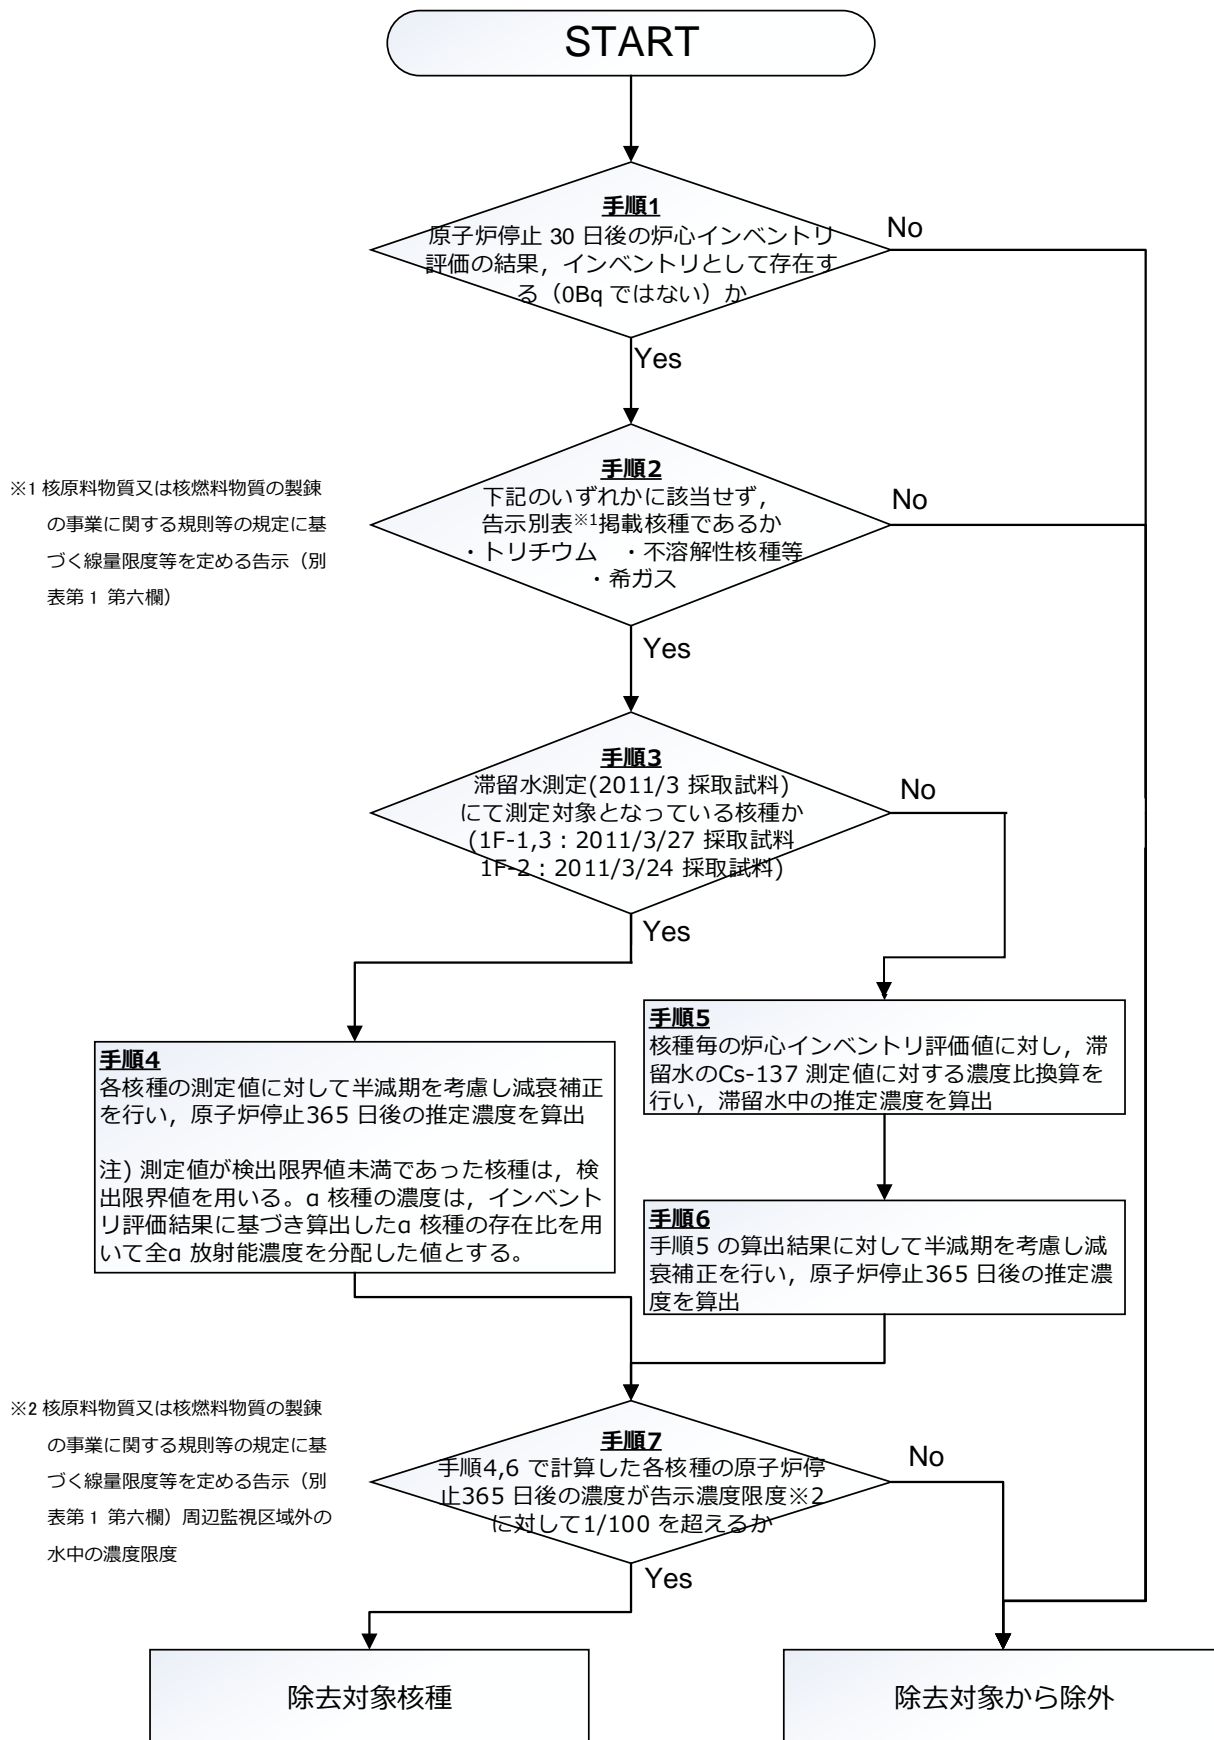 START
手順1
原子炉停止 30 日後の炉心インベントリ
評価の結果，インベントリとして存在す
る（0Bq ではない）か
No
Yes
※1 核原料物質又は核燃料物質の製錬
の事業に関する規則等の規定に基
づく線量限度等を定める告示（別
表第 1 第六欄）
手順2
下記のいずれかに該当せず，
告示別表※1掲載核種であるか
・トリチウム　・不溶解性核種等
・希ガス
No
Yes
手順3
滞留水測定(2011/3 採取試料)
にて測定対象となっている核種か
(1F-1,3：2011/3/27 採取試料
1F-2：2011/3/24 採取試料)
No
Yes
手順4
各核種の測定値に対して半減期を考慮し減衰補正
を行い，原子炉停止365 日後の推定濃度を算出
注) 測定値が検出限界値未満であった核種は，検
出限界値を用いる。α 核種の濃度は，インベント
リ評価結果に基づき算出したα 核種の存在比を用
いて全α 放射能濃度を分配した値とする。
手順5
核種毎の炉心インベントリ評価値に対し，滞
留水のCs-137 測定値に対する濃度比換算を
行い，滞留水中の推定濃度を算出
手順6
手順5 の算出結果に対して半減期を考慮し減
衰補正を行い，原子炉停止365 日後の推定濃
度を算出
※2 核原料物質又は核燃料物質の製錬
の事業に関する規則等の規定に基
づく線量限度等を定める告示（別
表第 1 第六欄）周辺監視区域外の
水中の濃度限度
手順7
手順4,6 で計算した各核種の原子炉停
止365 日後の濃度が告示濃度限度※2
に対して1/100 を超えるか
No
Yes
除去対象核種
除去対象から除外